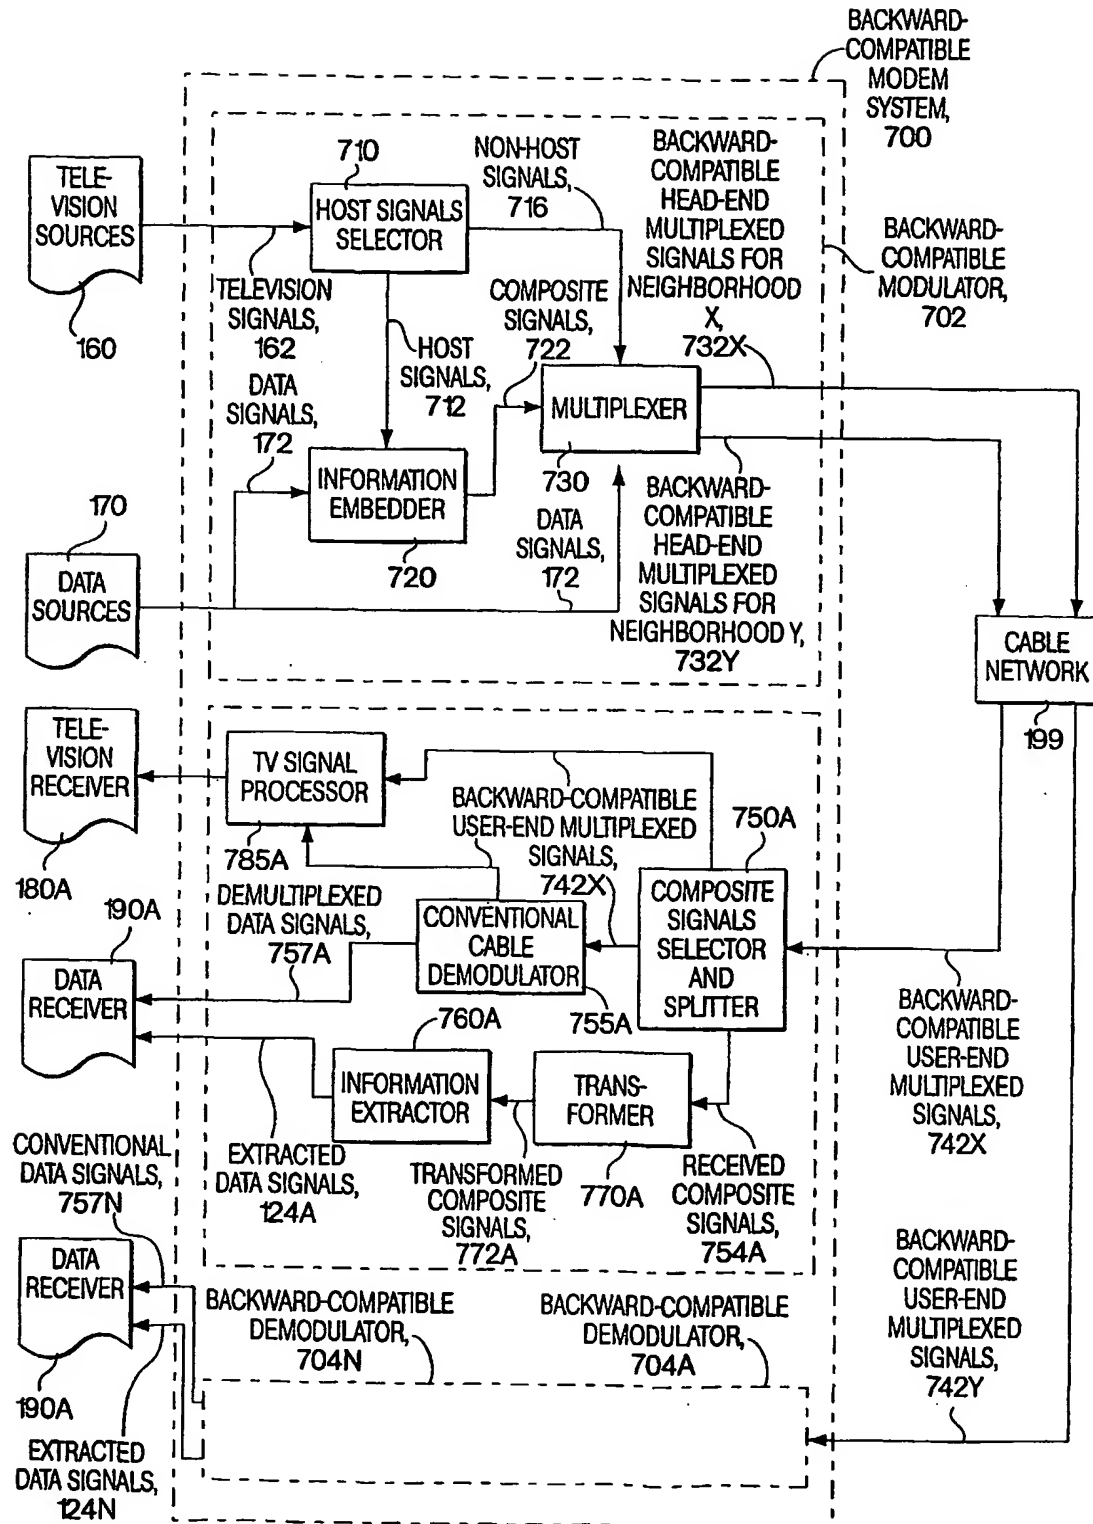 BACKWARD-
COMPATIBLE
MODEM
SYSTEM,
700
TELE-
VISION
SOURCES
160
710
HOST SIGNALS
SELECTOR
NON-HOST
SIGNALS,
716
BACKWARD-
COMPATIBLE
HEAD-END
MULTIPLEXED
SIGNALS FOR
NEIGHBORHOOD
X,
732X
BACKWARD-
COMPATIBLE
MODULATOR,
702
TELEVISION
SIGNALS,
162
HOST
SIGNALS,
712
COMPOSITE
SIGNALS,
722
DATA
SIGNALS,
172
MULTIPLEXER
730
INFORMATION
EMBEDDER
720
170
DATA
SOURCES
DATA
SIGNALS,
172
BACKWARD-
COMPATIBLE
HEAD-END
MULTIPLEXED
SIGNALS FOR
NEIGHBORHOOD Y,
732Y
CABLE
NETWORK
199
TELE-
VISION
RECEIVER
180A
TV SIGNAL
PROCESSOR
785A
BACKWARD-COMPATIBLE
USER-END MULTIPLEXED
SIGNALS,
742X
750A
COMPOSITE
SIGNALS
SELECTOR
AND
SPLITTER
DEMULTIPLEXED
DATA SIGNALS,
757A
CONVENTIONAL
CABLE
DEMODULATOR
755A
190A
DATA
RECEIVER
760A
INFORMATION
EXTRACTOR
TRANS-
FORMER
770A
BACKWARD-
COMPATIBLE
USER-END
MULTIPLEXED
SIGNALS,
742X
EXTRACTED
DATA SIGNALS,
124A
TRANSFORMED
COMPOSITE
SIGNALS,
772A
RECEIVED
COMPOSITE
SIGNALS,
754A
CONVENTIONAL
DATA SIGNALS,
757N
DATA
RECEIVER
190A
BACKWARD-COMPATIBLE
DEMODULATOR,
704N
BACKWARD-COMPATIBLE
DEMODULATOR,
704A
BACKWARD-
COMPATIBLE
USER-END
MULTIPLEXED
SIGNALS,
742Y
EXTRACTED
DATA SIGNALS,
124N